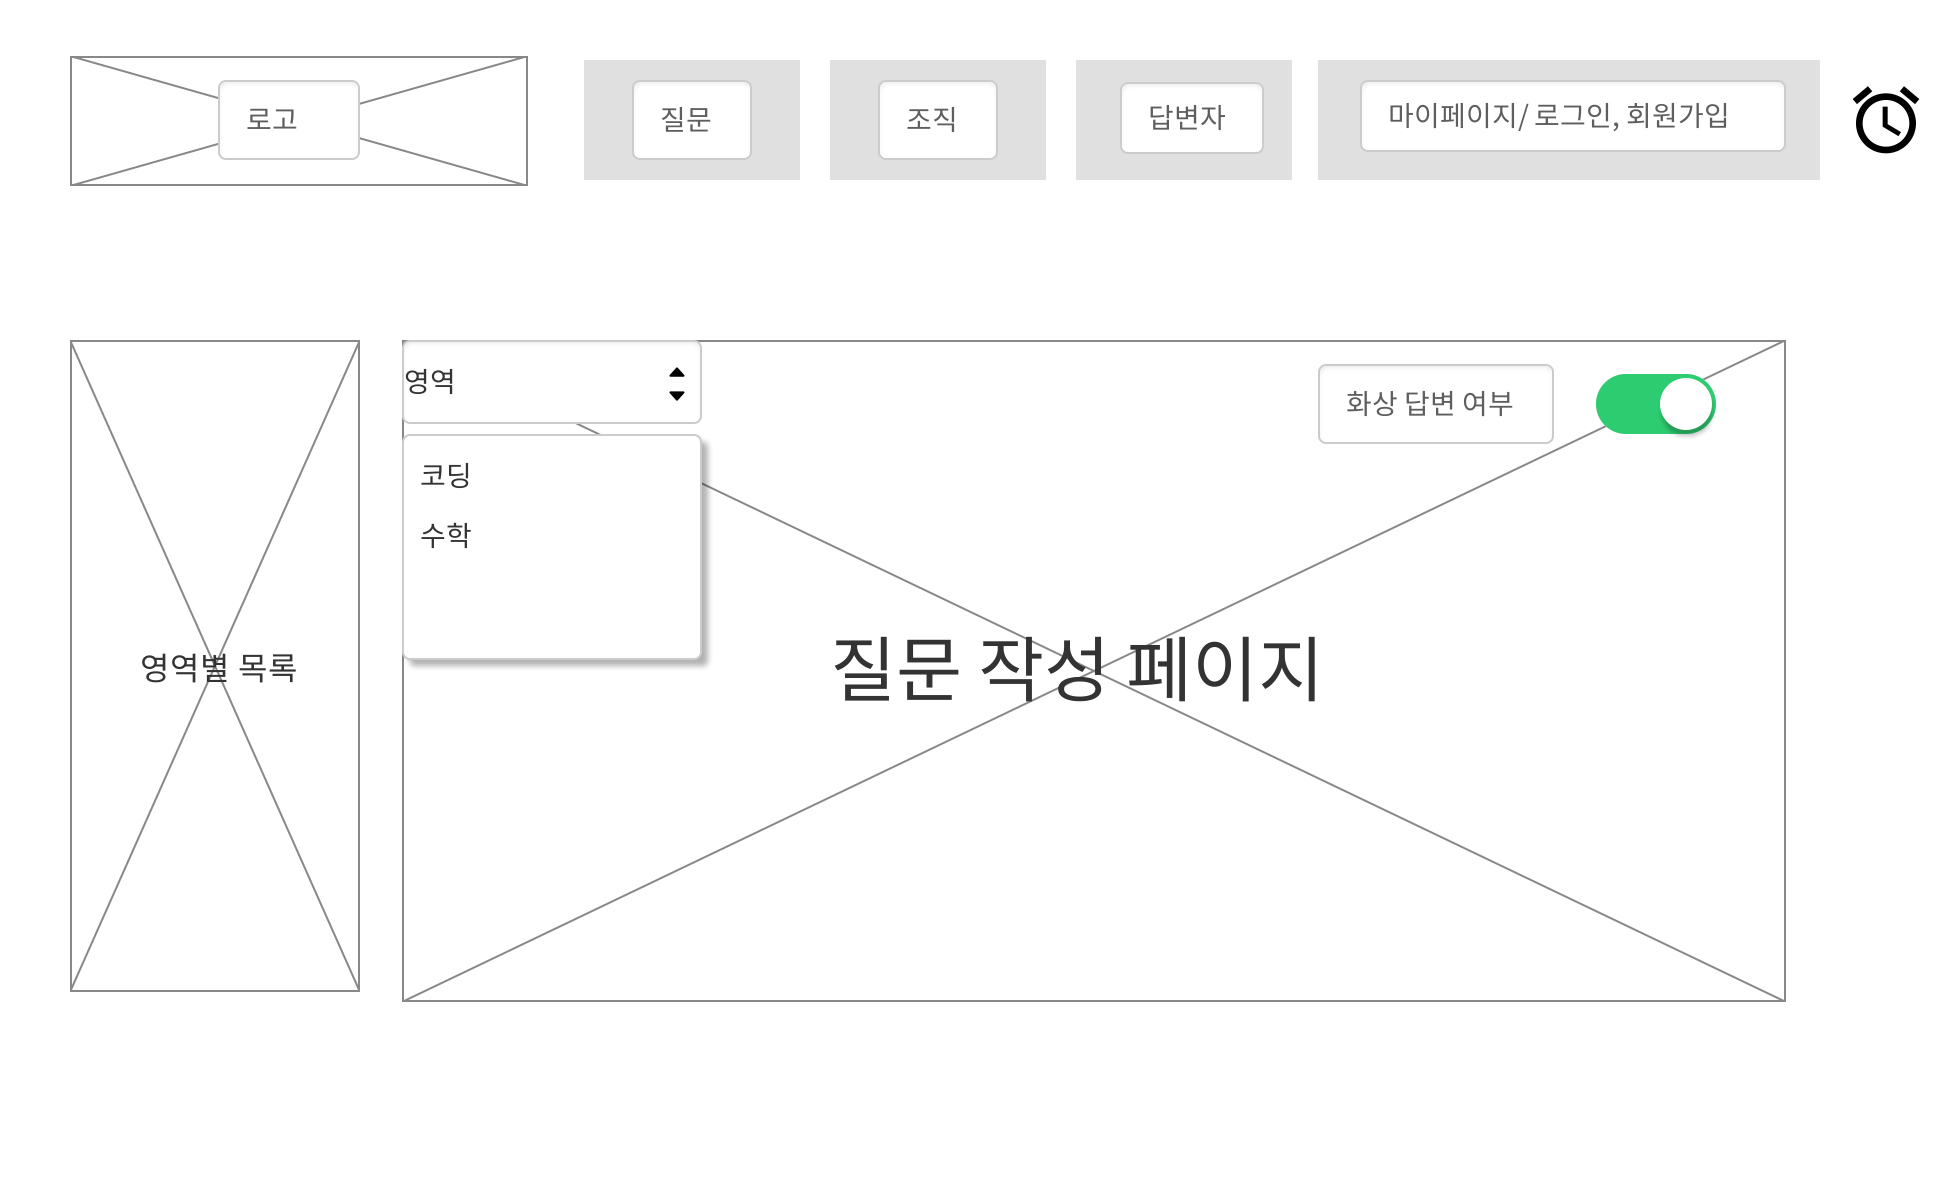 로고
질문
조직
답변자
마이페이지/ 로그인, 회원가입
영역
화상 답변 여부
코딩
수학
영역별 목록
질문 작성 페이지